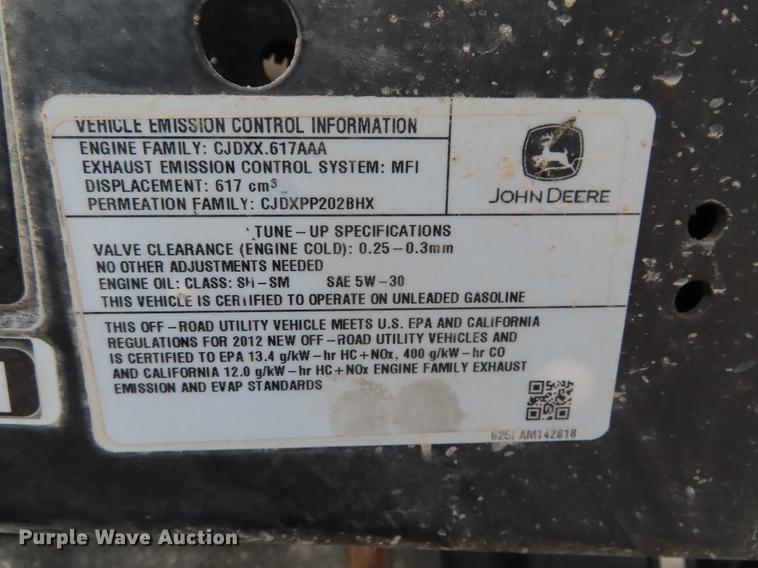 VEHICLE EMISSION CONTROL INFORMATION
ENGINE FAMILY: CJDXX.617AAA
EXHAUST EMISSION CONTROL SYSTEM: MFI
DISPLACEMENT: 617 cm³
PERMEATION FAMILY: CJDXPP202BHX
JOHN DEERE
TUNE-UP SPECIFICATIONS
VALVE CLEARANCE (ENGINE COLD): 0.25-0.3mm
NO OTHER ADJUSTMENTS NEEDED
ENGINE OIL: CLASS: SH-SM SAE 5W-30
THIS VEHICLE IS CERTIFIED TO OPERATE ON UNLEADED GASOLINE
THIS OFF-ROAD UTILITY VEHICLE MEETS U.S. EPA AND CALIFORNIA
REGULATIONS FOR 2012 NEW OFF-ROAD UTILITY VEHICLES AND
IS CERTIFIED TO EPA 13.4 g/kW-hr HC+NOx, 400 g/kW-hr CO
AND CALIFORNIA 12.0 g/kW-hr HC+NOx ENGINE FAMILY EXHAUST
EMISSION AND EVAP STANDARDS
AM142818
Purple Wave Auction